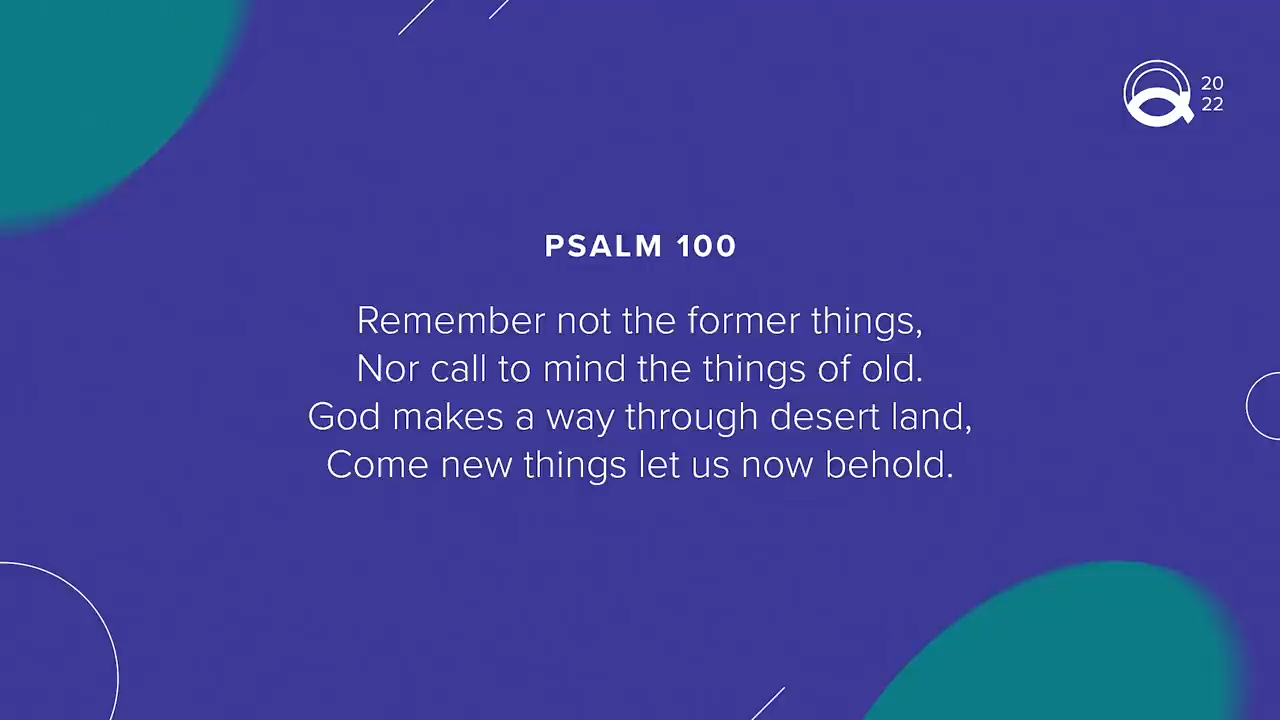 20
22
PSALM 100
Remember not the former things,
Nor call to mind the things of old.
God makes a way through desert land,
Come new things let us now behold.